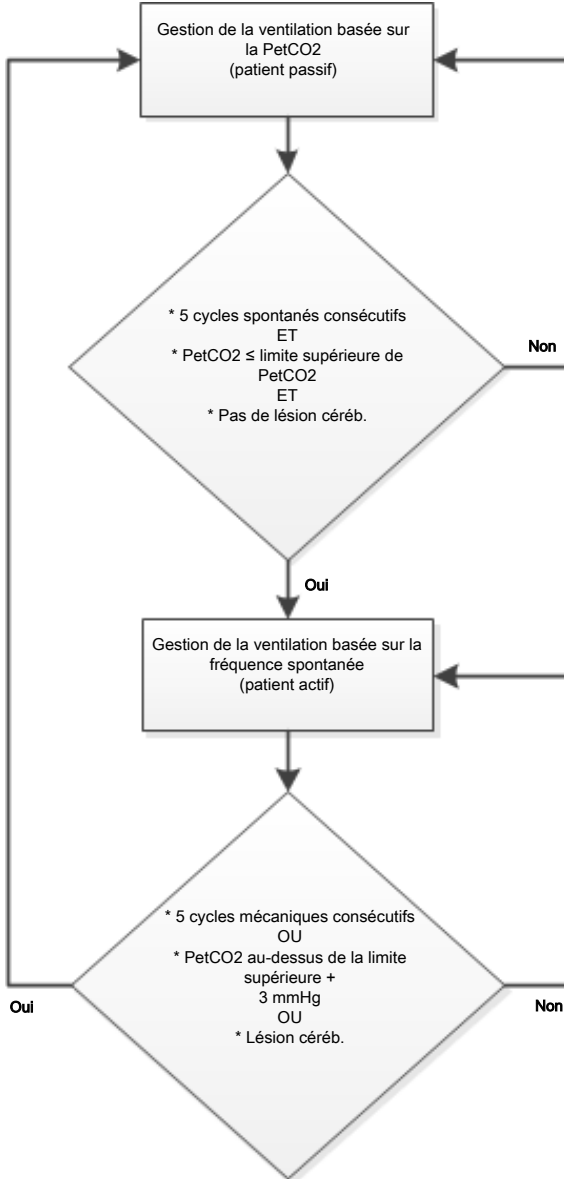 Gestion de la ventilation basée sur
la PetCO2
(patient passif)
* 5 cycles spontanés consécutifs
ET
* PetCO2 ≤ limite supérieure de
PetCO2
ET
* Pas de lésion céréb.
Non
Oui
Gestion de la ventilation basée sur la
fréquence spontanée
(patient actif)
* 5 cycles mécaniques consécutifs
OU
* PetCO2 au-dessus de la limite
supérieure +
3 mmHg
OU
* Lésion céréb.
Oui
Non